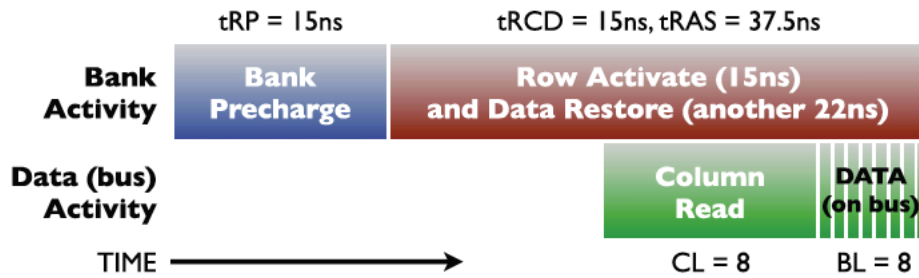 tRP = 15ns
tRCD = 15ns, tRAS = 37.5ns
Bank
Activity
Bank
Precharge
Row Activate (15ns)
and Data Restore (another 22ns)
Data (bus)
Activity
Column
Read
DATA
(on bus)
TIME
CL = 8
BL = 8